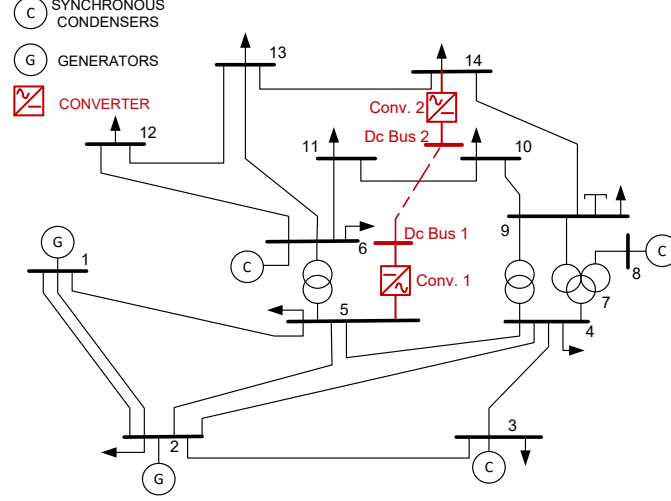 C
SYNCHRONOUS
CONDENSERS
G
GENERATORS
CONVERTER
13
14
Conv. 2
Dc Bus 2
12
11
10
9
Dc Bus 1
6
C
Conv. 1
G
1
C
8
7
5
4
2
3
G
C